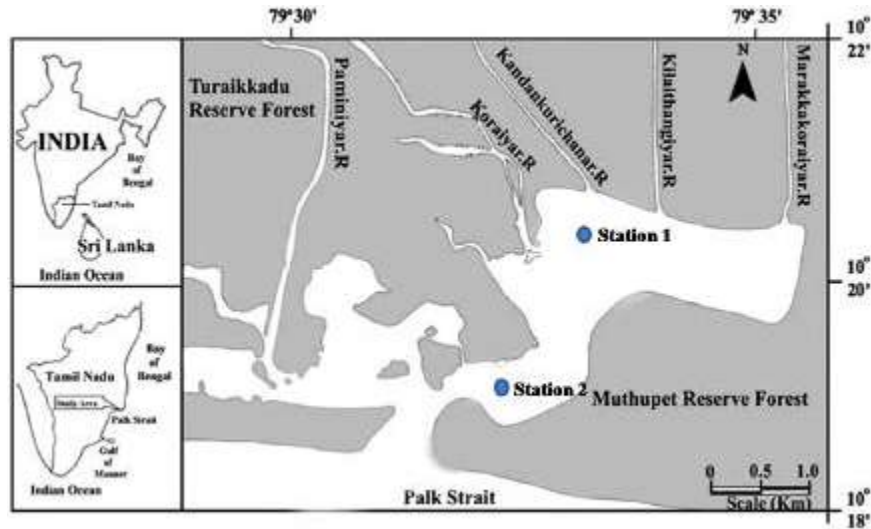 79° 30'
79° 35'
10°
22'
N
INDIA
Bay
of
Bengal
Tamil Nadu
Sri Lanka
Indian Ocean
Turaikkadu
Reserve Forest
Paminiyar.R
Koraiyar.R
Kandankurichanar.R
Kilaithangiyar.R
Marakkakoraiyar.R
Station 1
10°
20'
Tamil Nadu
Bay
of
Bengal
Study Area
Palk Strait
Gulf
of
Mannar
Indian Ocean
Station 2
Muthupet Reserve Forest
Palk Strait
0 0.5 1.0
Scale (Km)
10°
18'